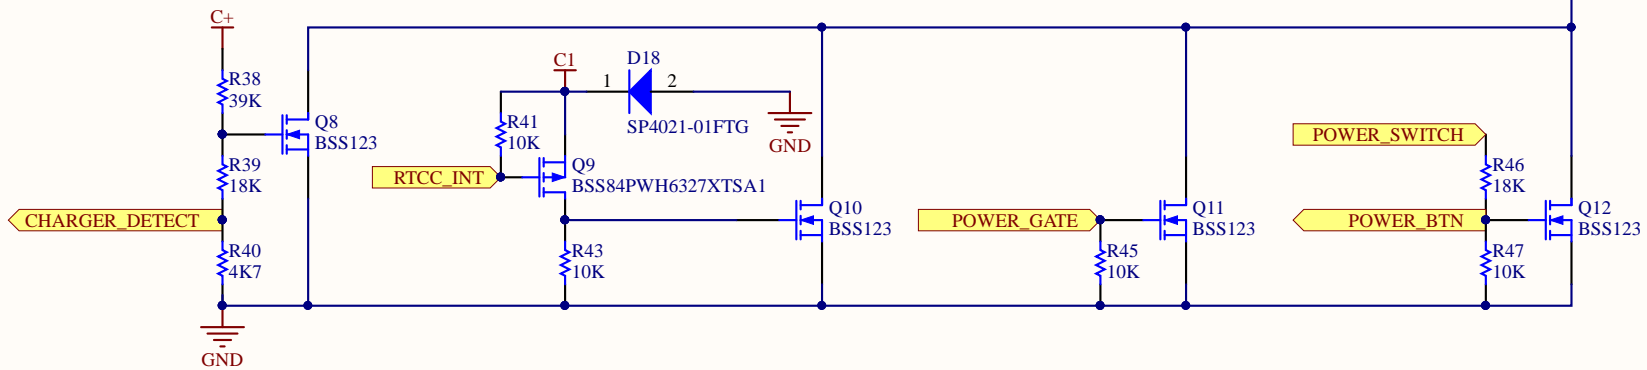 C+
R38
39K
Q8
BSS123
R39
18K
CHARGER_DETECT
R40
4K7
GND
C1
D18
1
2
SP4021-01FTG
GND
R41
10K
RTCC_INT
Q9
BSS84PWH6327XTSA1
R43
10K
Q10
BSS123
POWER_GATE
R45
10K
Q11
BSS123
POWER_SWITCH
R46
18K
POWER_BTN
R47
10K
Q12
BSS123